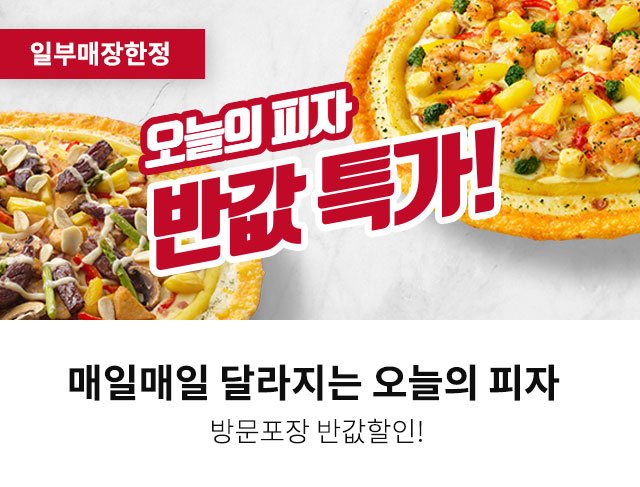 일부매장한정
오늘의 피자
반값 특가!
매일매일 달라지는 오늘의 피자
방문포장 반값할인!